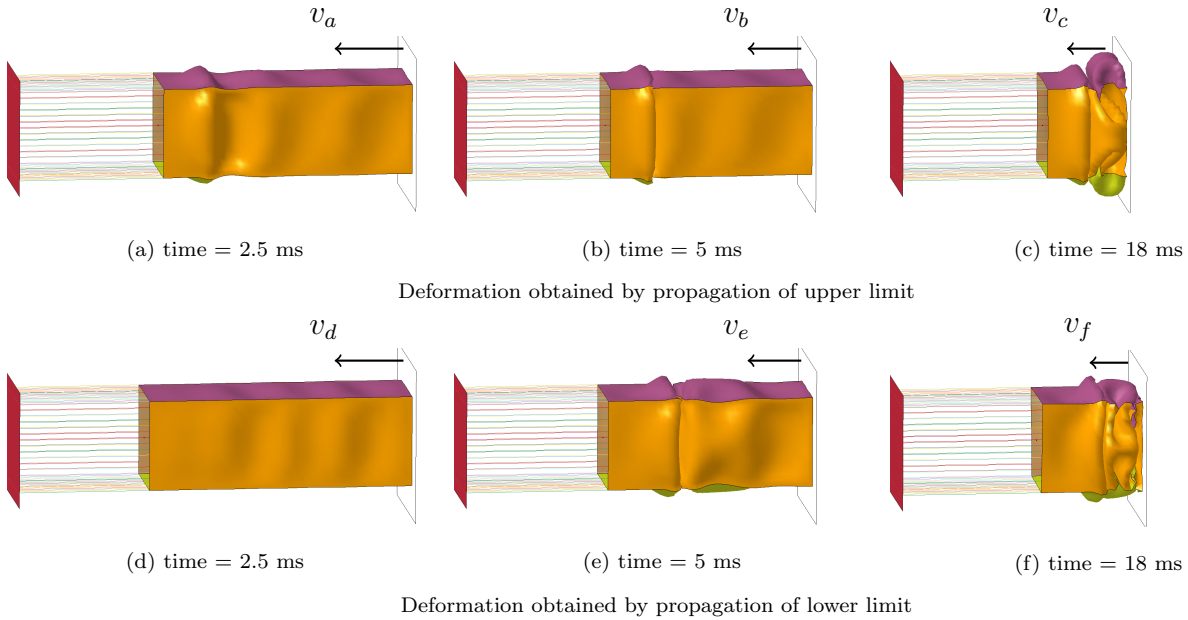 v_a v_b v_c
(a) time = 2.5 ms (b) time = 5 ms (c) time = 18 ms
Deformation obtained by propagation of upper limit
v_d v_e v_f
(d) time = 2.5 ms (e) time = 5 ms (f) time = 18 ms
Deformation obtained by propagation of lower limit